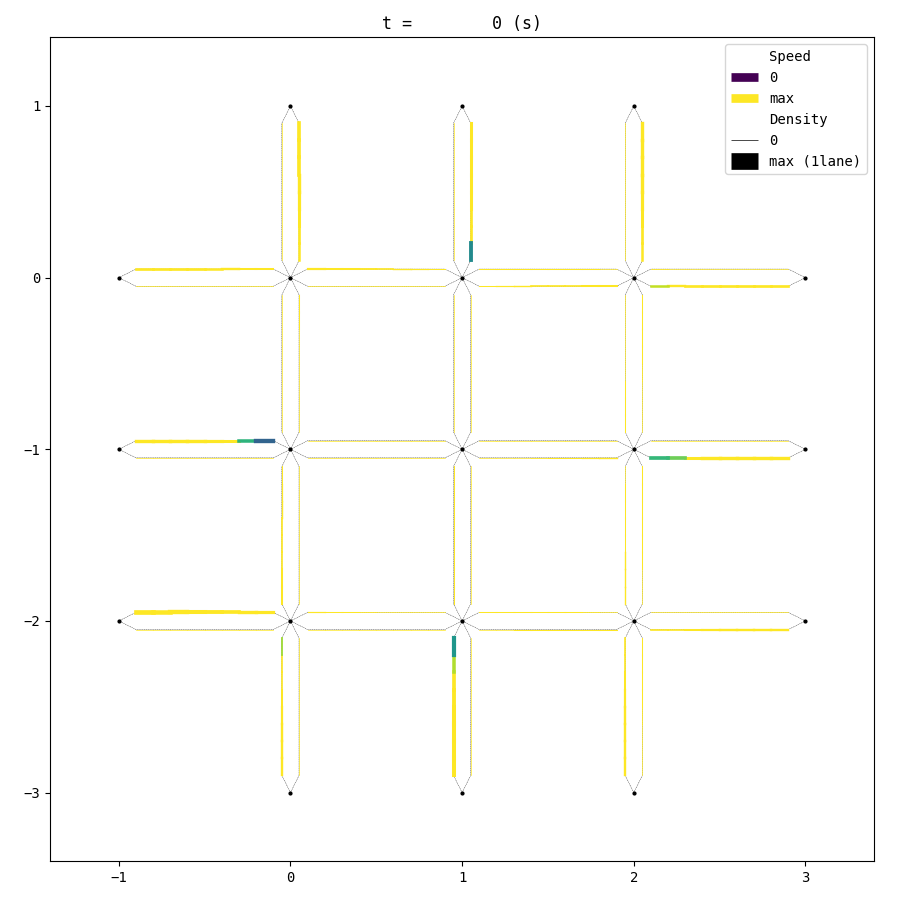 t =        0 (s)
Speed
0
max
Density
0
max (1lane)
1
0
−1
−2
−3
−1 0 1 2 3